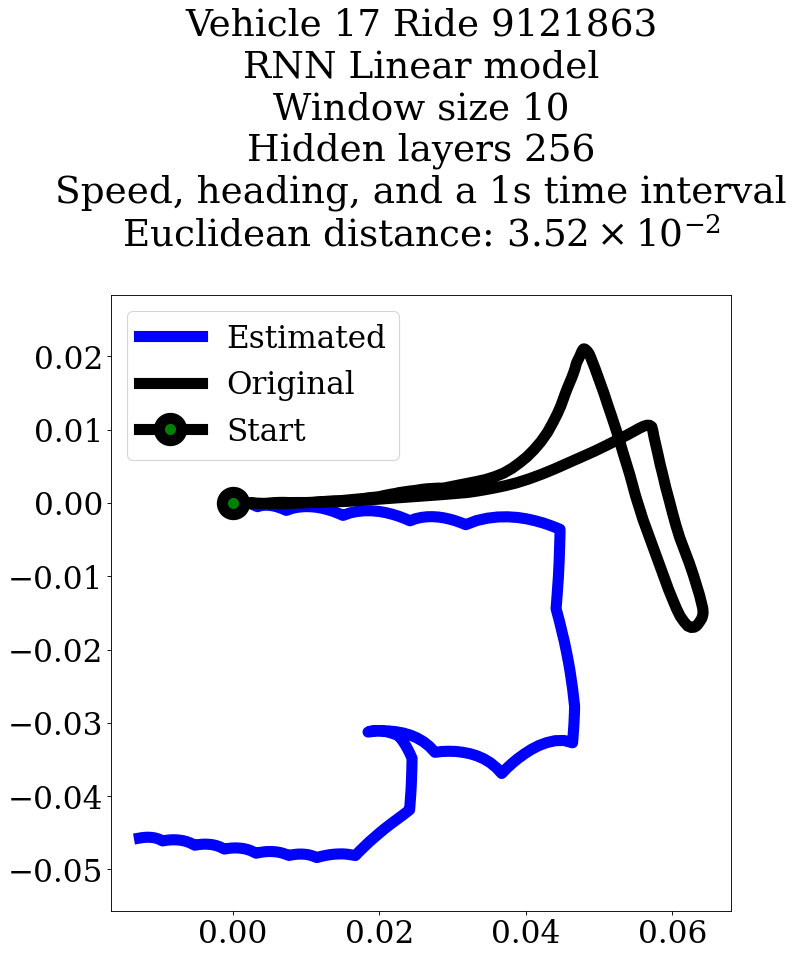 Vehicle 17 Ride 9121863
RNN Linear model
Window size 10
Hidden layers 256
Speed, heading, and a 1s time interval
Euclidean distance: 3.52 × 10⁻²
Estimated
Original
Start
0.02
0.01
0.00
−0.01
−0.02
−0.03
−0.04
−0.05
0.00 0.02 0.04 0.06